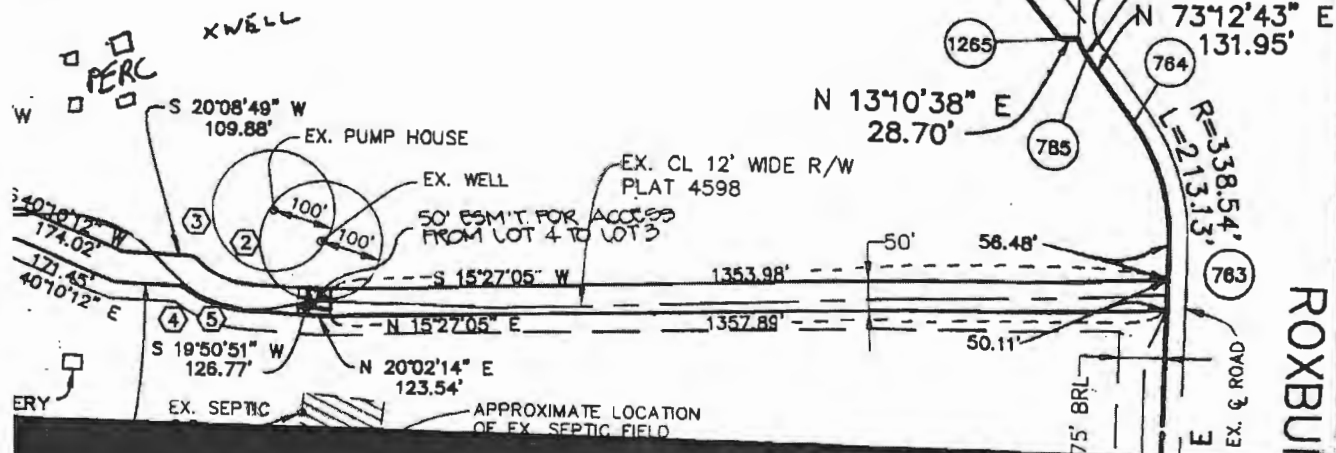 XWELL
PERC
W
S 20°08'49" W
109.88'
EX. PUMP HOUSE
EX. WELL
100'
100'
50' ESM'T. FOR ACCESS
FROM LOT 4 TO LOT 3
EX. CL 12' WIDE R/W
PLAT 4598
1265
N 73°12'43" E
131.95'
764
N 13°10'38" E
28.70'
785
R=338.54'
L=213.13'
763
S 40°10'12" W
174.02'
171.45'
40°10'12" E
3
2
4
5
S 15°27'05" W
1353.98'
50'
56.48'
N 15°27'05" E
1357.89'
50.11'
S 19°50'51" W
126.77'
N 20°02'14" E
123.54'
ERY
EX. SEPTIC
APPROXIMATE LOCATION
OF EX. SEPTIC FIELD
75' BRL
E
EX. ℄ ROAD
ROXBU